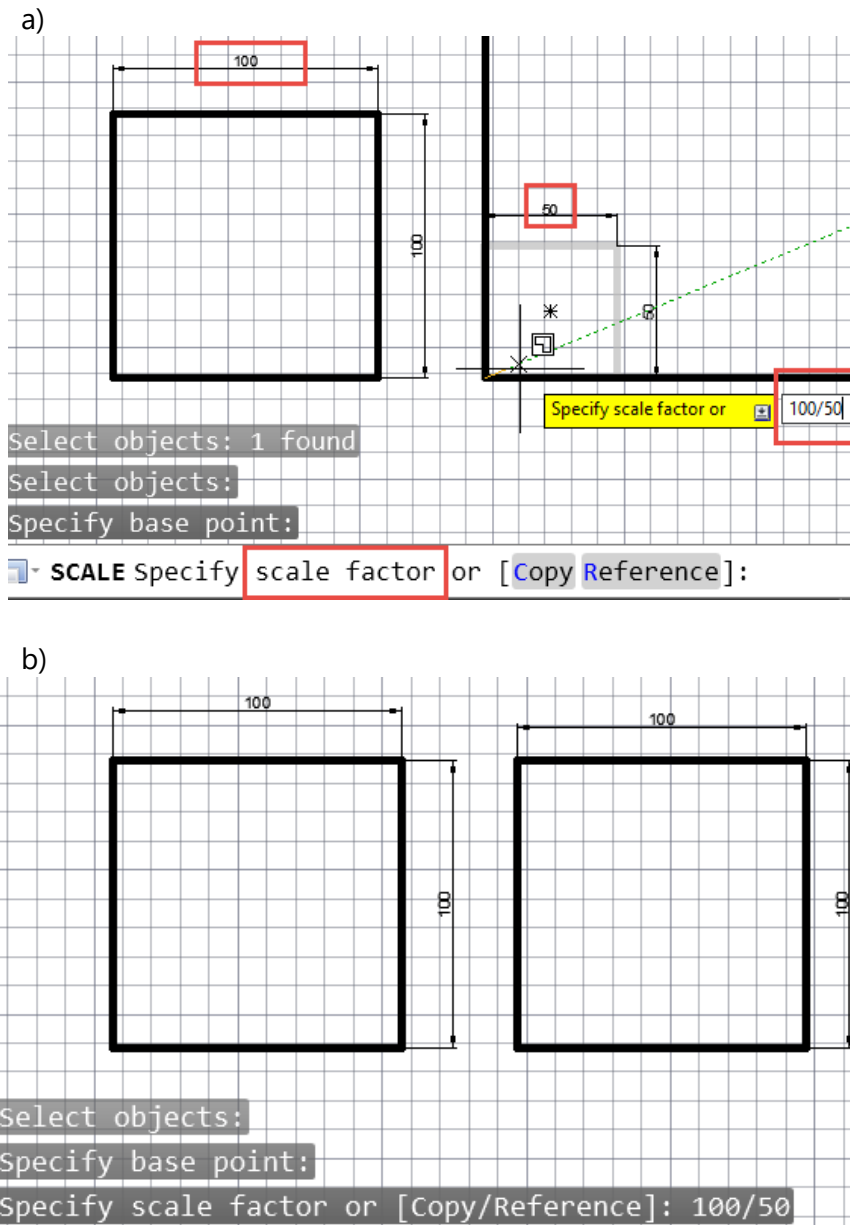 a)
100
50
100
50
Specify scale factor or 100/50
Select objects: 1 found
Select objects:
Specify base point:
SCALE Specify scale factor or [Copy Reference]:
b)
100
100
100
100
Select objects:
Specify base point:
Specify scale factor or [Copy/Reference]: 100/50